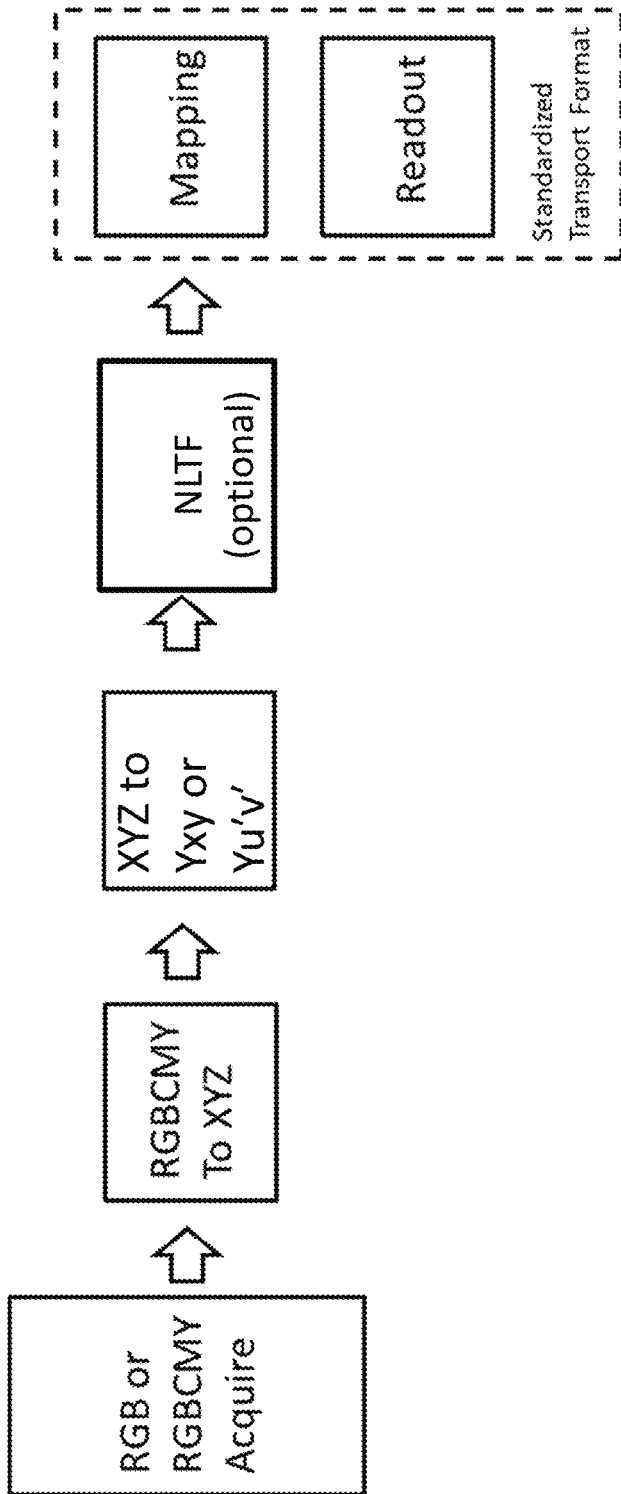 RGB or
RGBCMY
Acquire
RGBCMY
To XYZ
XYZ to
Yxy or
Yu'v'
NLTF
(optional)
Mapping
Readout
Standardized
Transport Format